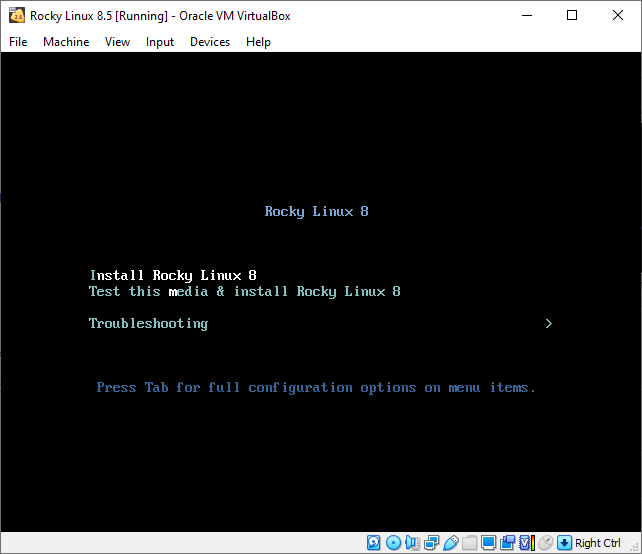 Rocky Linux 8.5 [Running] - Oracle VM VirtualBox
File Machine View Input Devices Help
Rocky Linux 8
Install Rocky Linux 8
Test this media & install Rocky Linux 8
Troubleshooting >
Press Tab for full configuration options on menu items.
Right Ctrl